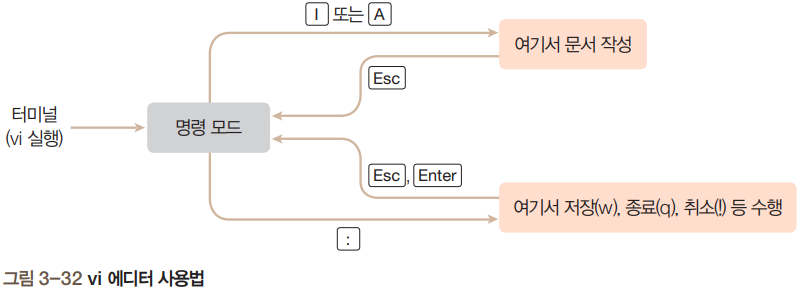 I 또는 A
여기서 문서 작성
Esc
터미널
(vi 실행)
명령 모드
Esc, Enter
여기서 저장(w), 종료(q), 취소(!) 등 수행
:
그림 3-32 vi 에디터 사용법